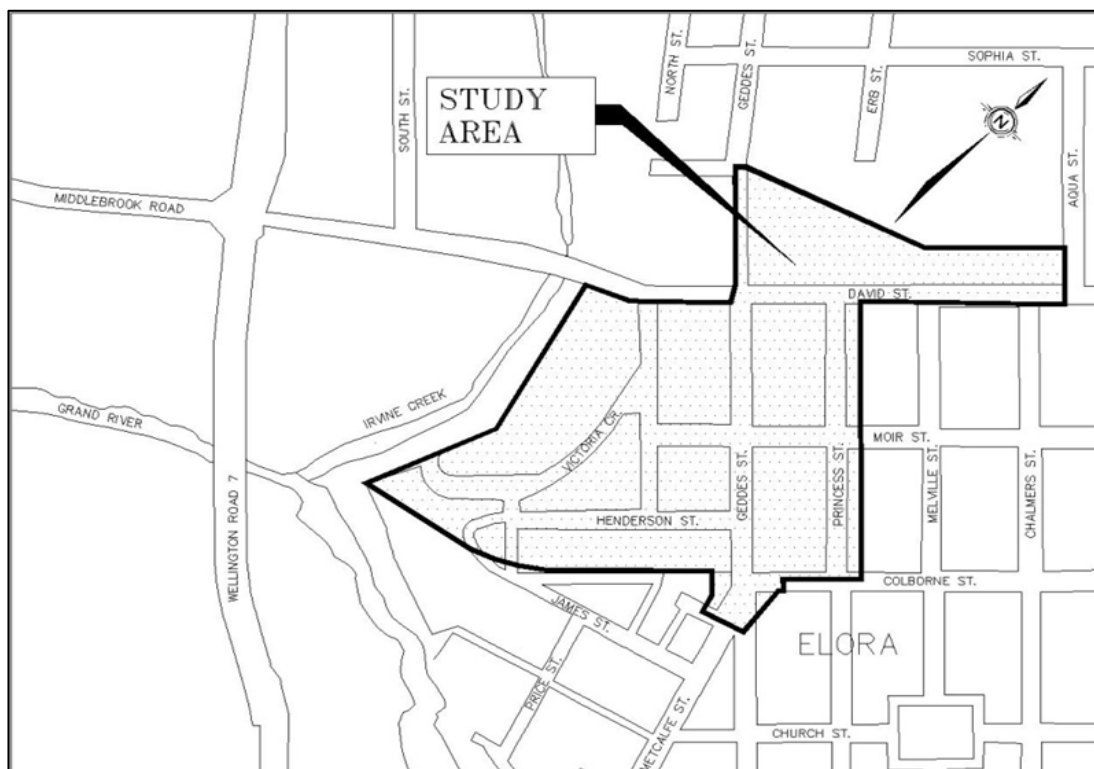 SOPHIA ST.
NORTH ST.
GEDDES ST.
ERB ST.
STUDY
AREA
N
SOUTH ST.
AQUA ST.
MIDDLEBROOK ROAD
DAVID ST.
GRAND RIVER
IRVINE CREEK
VICTORIA CR.
MOIR ST.
GEDDES ST.
PRINCESS ST.
MELVILLE ST.
CHALMERS ST.
WELLINGTON ROAD 7
HENDERSON ST.
COLBORNE ST.
JAMES ST.
ELORA
PRICE ST.
METCALFE ST.
CHURCH ST.